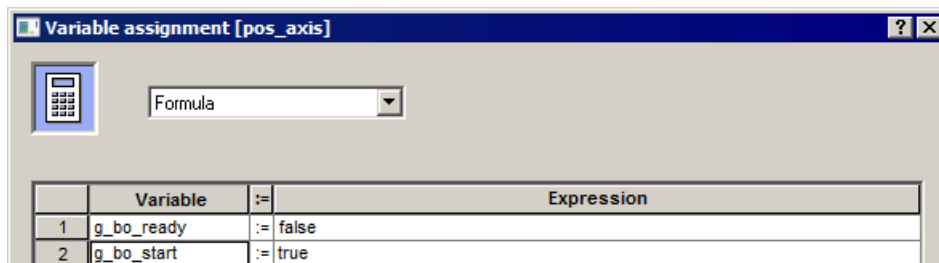 Variable assignment [pos_axis] ? X
Formula
Variable := Expression
1 g_bo_ready := false
2 g_bo_start := true